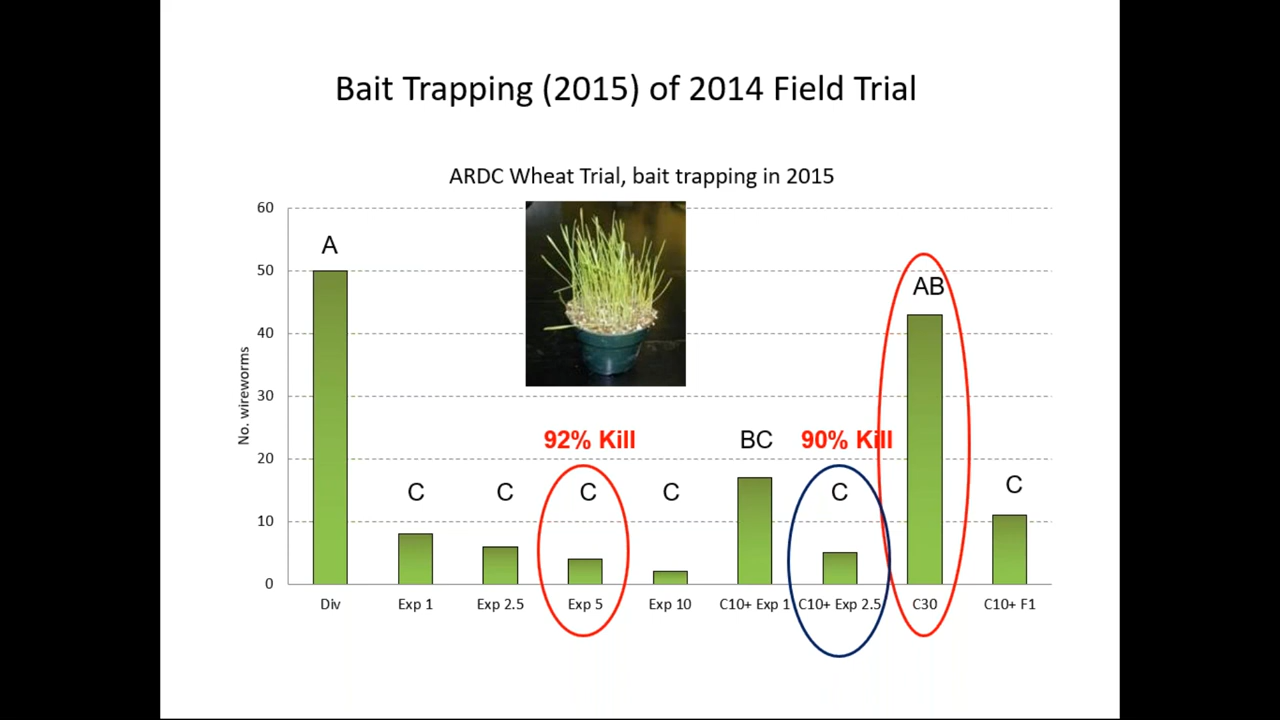 Bait Trapping (2015) of 2014 Field Trial
ARDC Wheat Trial, bait trapping in 2015
No. wireworms
60
50
40
30
20
10
0
A
C
C
92% Kill
C
C
BC
90% Kill
C
AB
C
Div
Exp 1
Exp 2.5
Exp 5
Exp 10
C10+ Exp 1
C10+ Exp 2.5
C30
C10+ F1